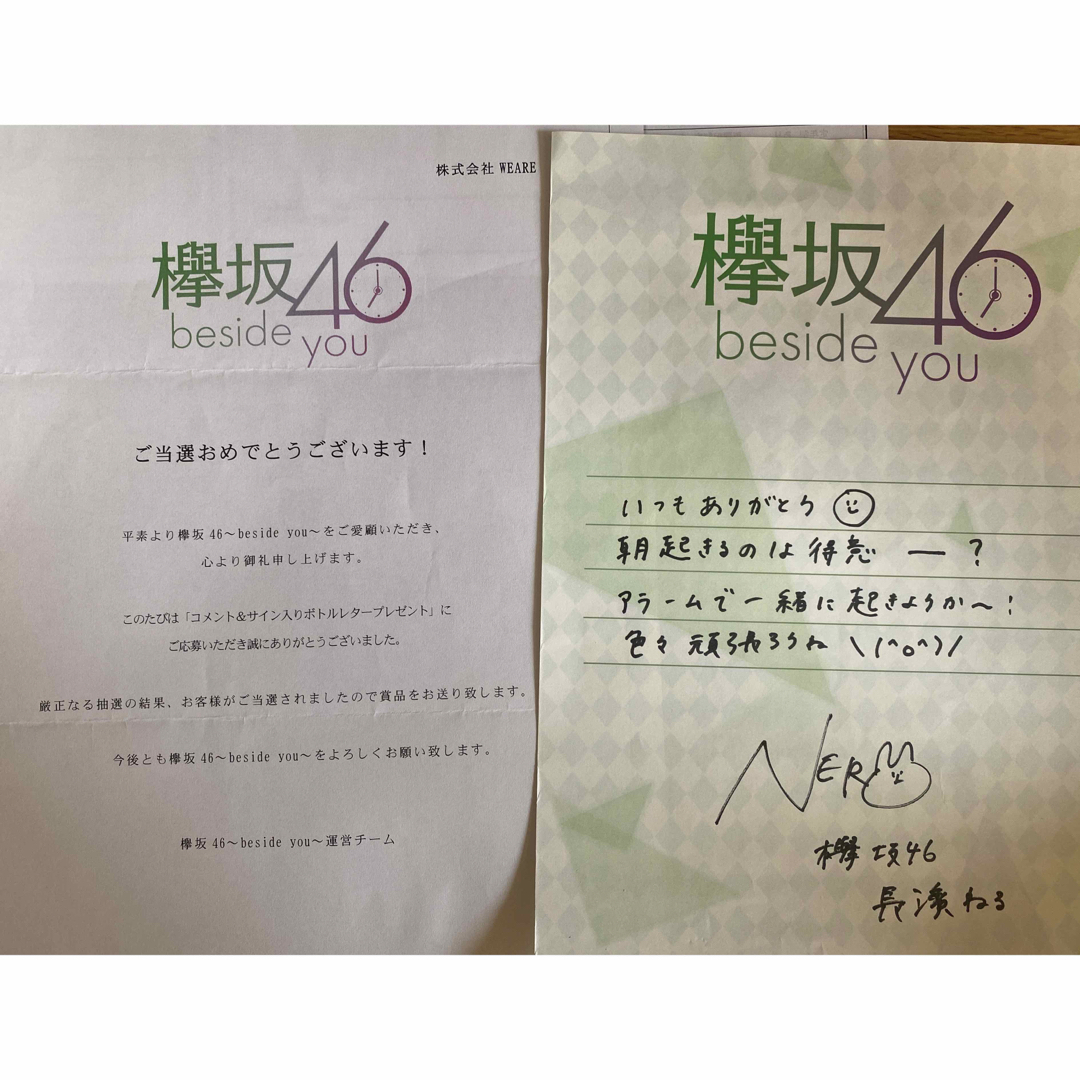 株式会社 WEARE
欅坂46
beside you
ご当選おめでとうございます！
平素より欅坂 46～beside you～をご愛顧いただき、
心より御礼申し上げます。
このたびは「コメント＆サイン入りボトルレタープレゼント」に
ご応募いただき誠にありがとうございました。
厳正なる抽選の結果、お客様がご当選されましたので賞品をお送り致します。
今後とも欅坂 46～beside you～をよろしくお願い致します。
欅坂 46～beside you～運営チーム
欅坂46
beside you
いつもありがとう
朝起きるのは得意 ー ?
アラームで一緒に起きようか〜!
色々頑張ろうね \(^o^)/
NERU
欅坂46
長濱ねる